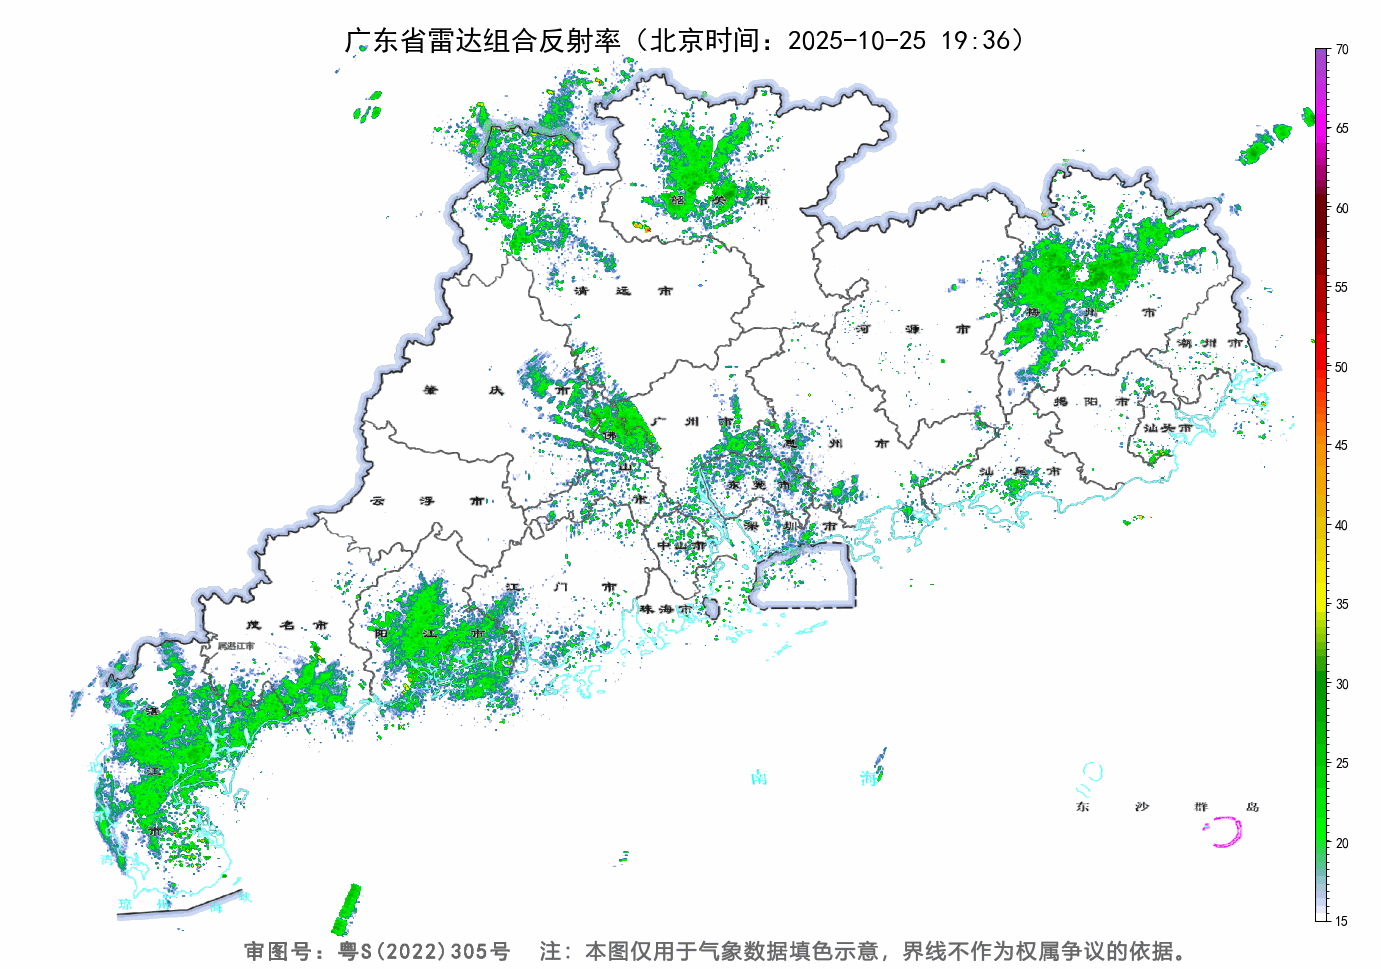 广东省雷达组合反射率（北京时间：2025-10-25 19:36）
70
65
60
55
50
45
40
35
30
25
20
15
韶关市
清远市
河源市
梅州市
潮州市
肇庆市
广州市
惠州市
揭阳市
汕头市
佛山市
汕尾市
云浮市
东莞市
深圳市
中山市
江门市
珠海市
茂名市
阳江市
属湛江市
湛江市
北
湾
南海
东沙群岛
琼州海峡
审图号：粤S(2022)305号 注：本图仅用于气象数据填色示意，界线不作为权属争议的依据。